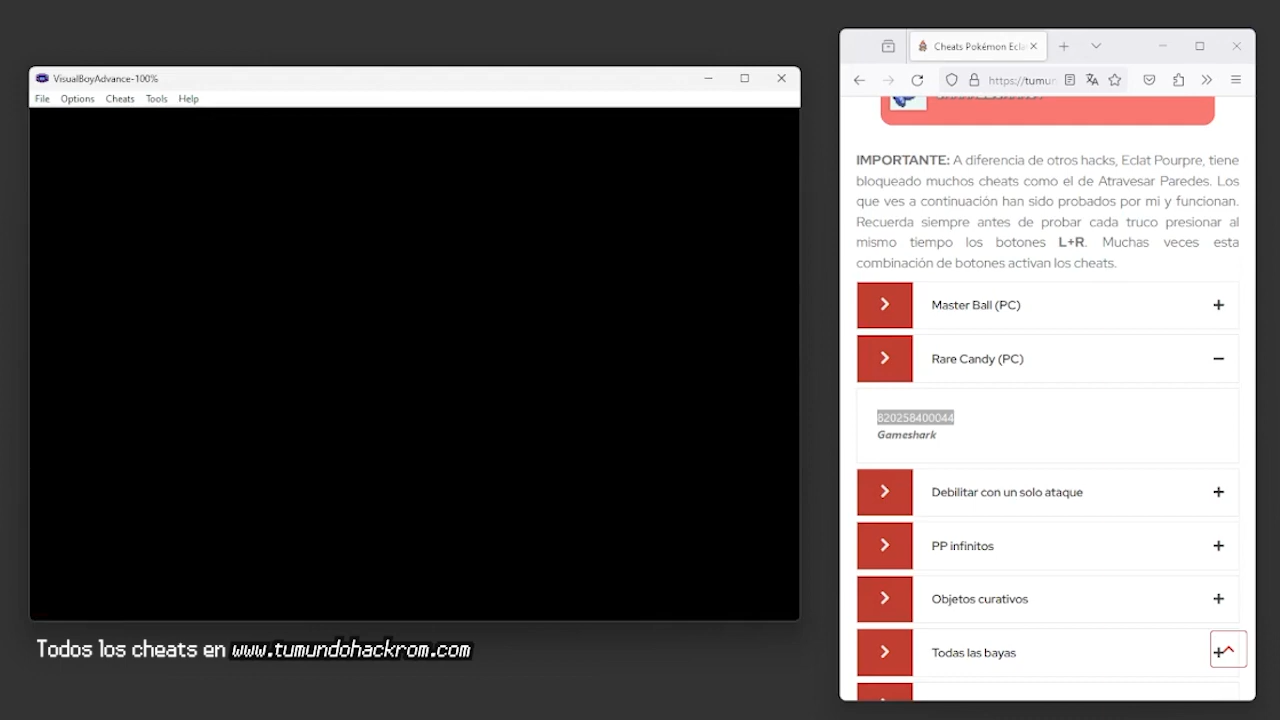 VisualBoyAdvance-100%
File Options Cheats Tools Help
Todos los cheats en www.tumundohackrom.com
Cheats Pokémon Ecla
https://tumun
IMPORTANTE: A diferencia de otros hacks, Eclat Pourpre, tiene
bloqueado muchos cheats como el de Atravesar Paredes. Los
que ves a continuación han sido probados por mi y funcionan.
Recuerda siempre antes de probar cada truco presionar al
mismo tiempo los botones L+R. Muchas veces esta
combinación de botones activan los cheats.
Master Ball (PC)
Rare Candy (PC)
820258400044
Gameshark
Debilitar con un solo ataque
PP infinitos
Objetos curativos
Todas las bayas